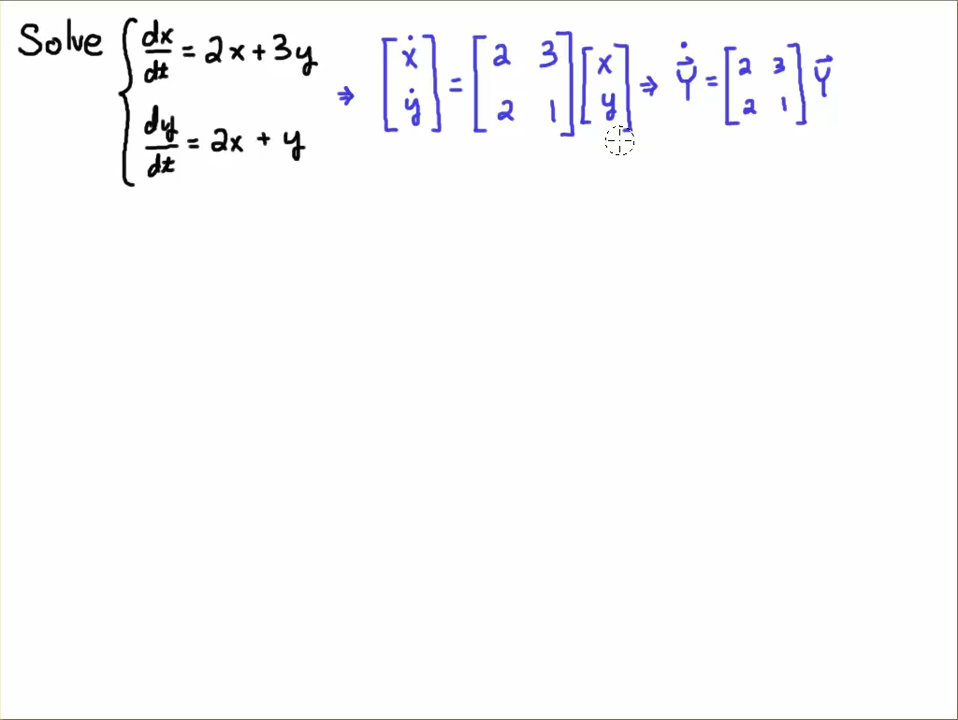 Solve { dx/dt = 2x + 3y ⇒ [ẋ ẏ] = [2 3; 2 1] [x y] ⇒ Ẏ⃗ = [2 3; 2 1] Y⃗
dy/dt = 2x + y